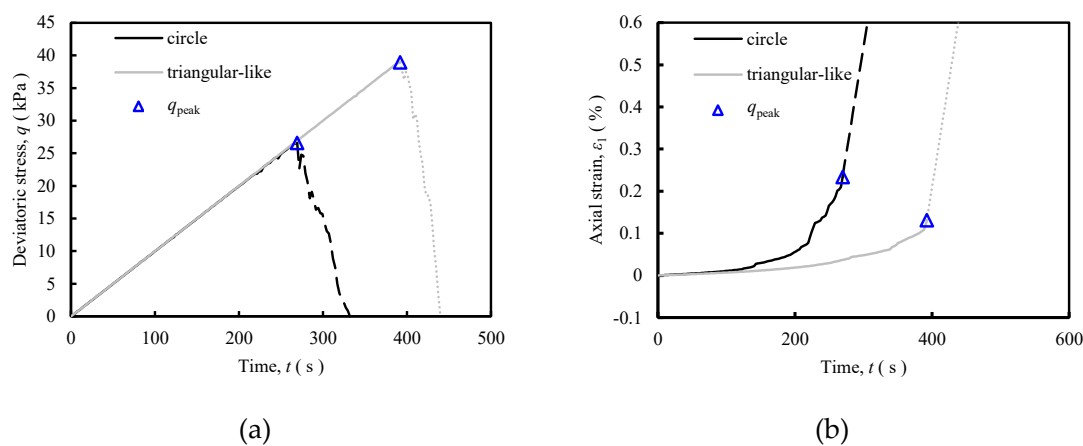 45
40
35
30
25
20
15
10
5
0
Deviatoric stress, q ( kPa )
circle
triangular-like
qpeak
0 100 200 300 400 500
Time, t ( s )
(a)
0.6
0.5
0.4
0.3
0.2
0.1
0
-0.1
Axial strain, ε1 ( % )
circle
triangular-like
qpeak
0 200 400 600
Time, t ( s )
(b)